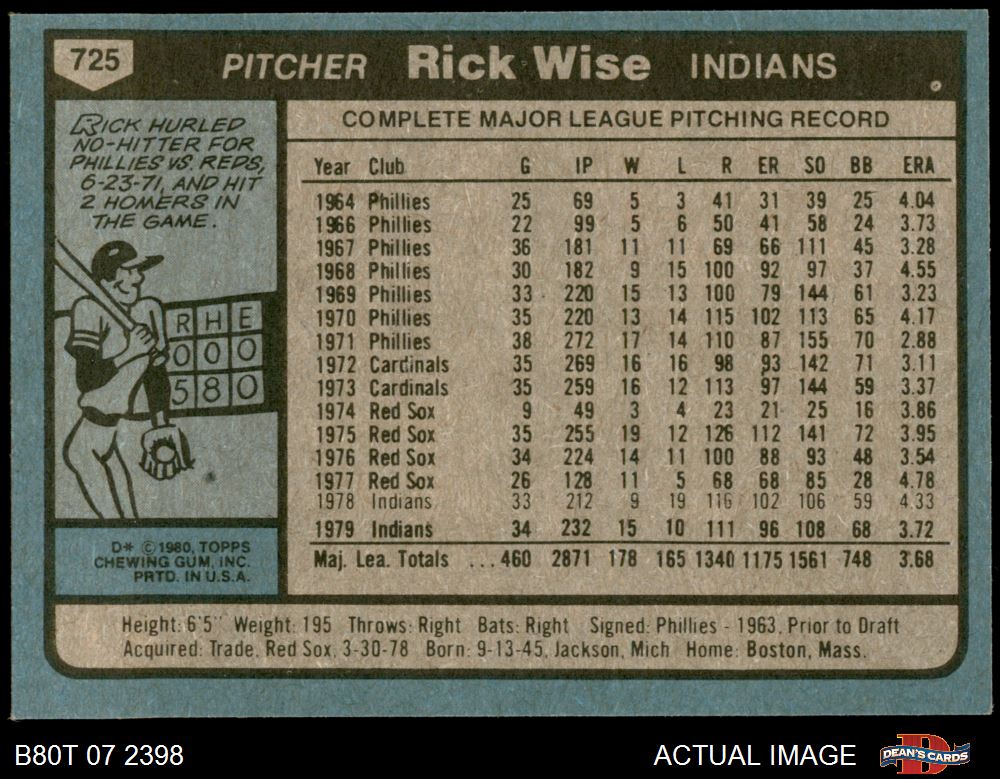 725 PITCHER Rick Wise INDIANS
RICK HURLED
NO-HITTER FOR
PHILLIES VS. REDS,
6-23-71, AND HIT
2 HOMERS IN
THE GAME.
R H E
0 0 0
5 8 0
D* ©1980, TOPPS
CHEWING GUM, INC.
PRTD. IN U.S.A.
COMPLETE MAJOR LEAGUE PITCHING RECORD
Year Club G IP W L R ER SO BB ERA
1964 Phillies 25 69 5 3 41 31 39 25 4.04
1966 Phillies 22 99 5 6 50 41 58 24 3.73
1967 Phillies 36 181 11 11 69 66 111 45 3.28
1968 Phillies 30 182 9 15 100 92 97 37 4.55
1969 Phillies 33 220 15 13 100 79 144 61 3.23
1970 Phillies 35 220 13 14 115 102 113 65 4.17
1971 Phillies 38 272 17 14 110 87 155 70 2.88
1972 Cardinals 35 269 16 16 98 93 142 71 3.11
1973 Cardinals 35 259 16 12 113 97 144 59 3.37
1974 Red Sox 9 49 3 4 23 21 25 16 3.86
1975 Red Sox 35 255 19 12 126 112 141 72 3.95
1976 Red Sox 34 224 14 11 100 88 93 48 3.54
1977 Red Sox 26 128 11 5 68 68 85 28 4.78
1978 Indians 33 212 9 19 116 102 106 59 4.33
1979 Indians 34 232 15 10 111 96 108 68 3.72
Maj. Lea. Totals ... 460 2871 178 165 1340 1175 1561 748 3.68
Height: 6'5" Weight: 195 Throws: Right Bats: Right Signed: Phillies - 1963, Prior to Draft
Acquired: Trade, Red Sox, 3-30-78 Born: 9-13-45, Jackson, Mich Home: Boston, Mass.
B80T 07 2398 ACTUAL IMAGE DEAN'S CARDS